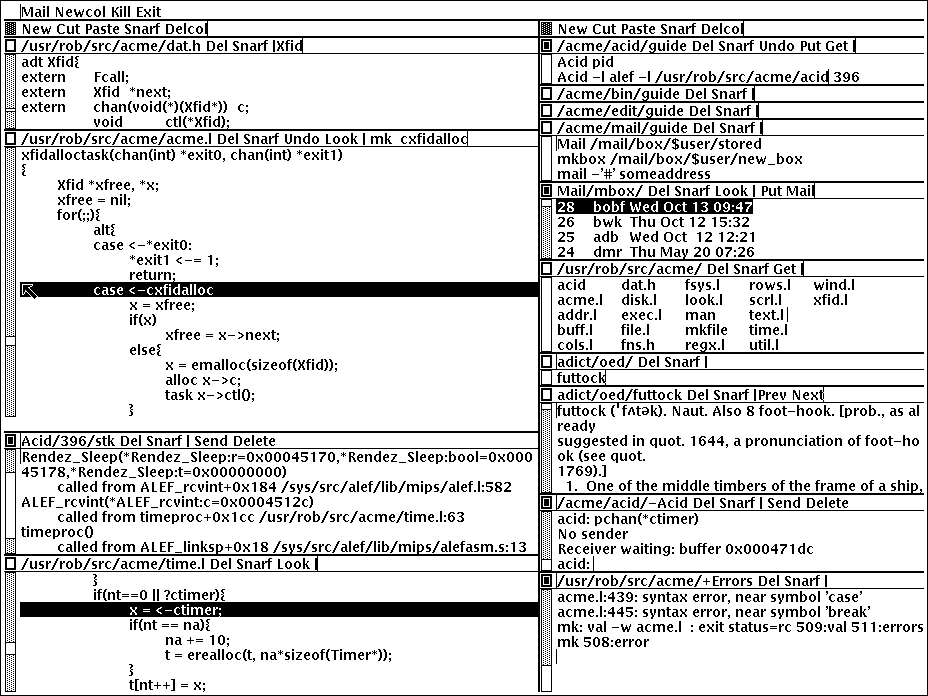 Mail Newcol Kill Exit
New Cut Paste Snarf Delcol
/usr/rob/src/acme/dat.h Del Snarf |Xfid
adt Xfid{
extern Fcall;
extern Xfid *next;
extern chan(void(*)(Xfid*)) c;
void ctl(*Xfid);
/usr/rob/src/acme/acme.l Del Snarf Undo Look | mk cxfidalloc
xfidalloctask(chan(int) *exit0, chan(int) *exit1)
{
Xfid *xfree, *x;
xfree = nil;
for(;;){
alt{
case <-*exit0:
*exit1 <-= 1;
return;
case <-cxfidalloc
x = xfree;
if(x)
xfree = x->next;
else{
x = emalloc(sizeof(Xfid));
alloc x->c;
task x->ctl();
}
Acid/396/stk Del Snarf | Send Delete
Rendez_Sleep(*Rendez_Sleep:r=0x00045170,*Rendez_Sleep:bool=0x000
45178,*Rendez_Sleep:t=0x00000000)
called from ALEF_rcvint+0x184 /sys/src/alef/lib/mips/alef.l:582
ALEF_rcvint(*ALEF_rcvint:c=0x0004512c)
called from timeproc+0x1cc /usr/rob/src/acme/time.l:63
timeproc()
called from ALEF_linksp+0x18 /sys/src/alef/lib/mips/alefasm.s:13
/usr/rob/src/acme/time.l Del Snarf Look |
}
if(nt==0 || ?ctimer){
x = <-ctimer;
if(nt == na){
na += 10;
t = erealloc(t, na*sizeof(Timer*));
}
t[nt++] = x;
New Cut Paste Snarf Delcol
/acme/acid/guide Del Snarf Undo Put Get |
Acid pid
Acid -l alef -l /usr/rob/src/acme/acid 396
/acme/bin/guide Del Snarf |
/acme/edit/guide Del Snarf |
/acme/mail/guide Del Snarf |
Mail /mail/box/$user/stored
mkbox /mail/box/$user/new_box
mail -'#' someaddress
Mail/mbox/ Del Snarf Look | Put Mail
28 bobf Wed Oct 13 09:47
26 bwk Thu Oct 12 15:32
25 adb Wed Oct 12 12:21
24 dmr Thu May 20 07:26
/usr/rob/src/acme/ Del Snarf Get |
acid dat.h fsys.l rows.l wind.l
acme.l disk.l look.l scrl.l xfid.l
addr.l exec.l man text.l
buff.l file.l mkfile time.l
cols.l fns.h regx.l util.l
adict/oed/ Del Snarf |
futtock
adict/oed/futtock Del Snarf |Prev Next
futtock (ˈfʌtək). Naut. Also 8 foot-hook. [prob., as al
ready
suggested in quot. 1644, a pronunciation of foot-ho
ok (see quot.
1769).]
1. One of the middle timbers of the frame of a ship,
/acme/acid/-Acid Del Snarf | Send Delete
acid: pchan(*ctimer)
No sender
Receiver waiting: buffer 0x000471dc
acid:
/usr/rob/src/acme/+Errors Del Snarf |
acme.l:439: syntax error, near symbol 'case'
acme.l:445: syntax error, near symbol 'break'
mk: val -w acme.l : exit status=rc 509:val 511:errors
mk 508:error